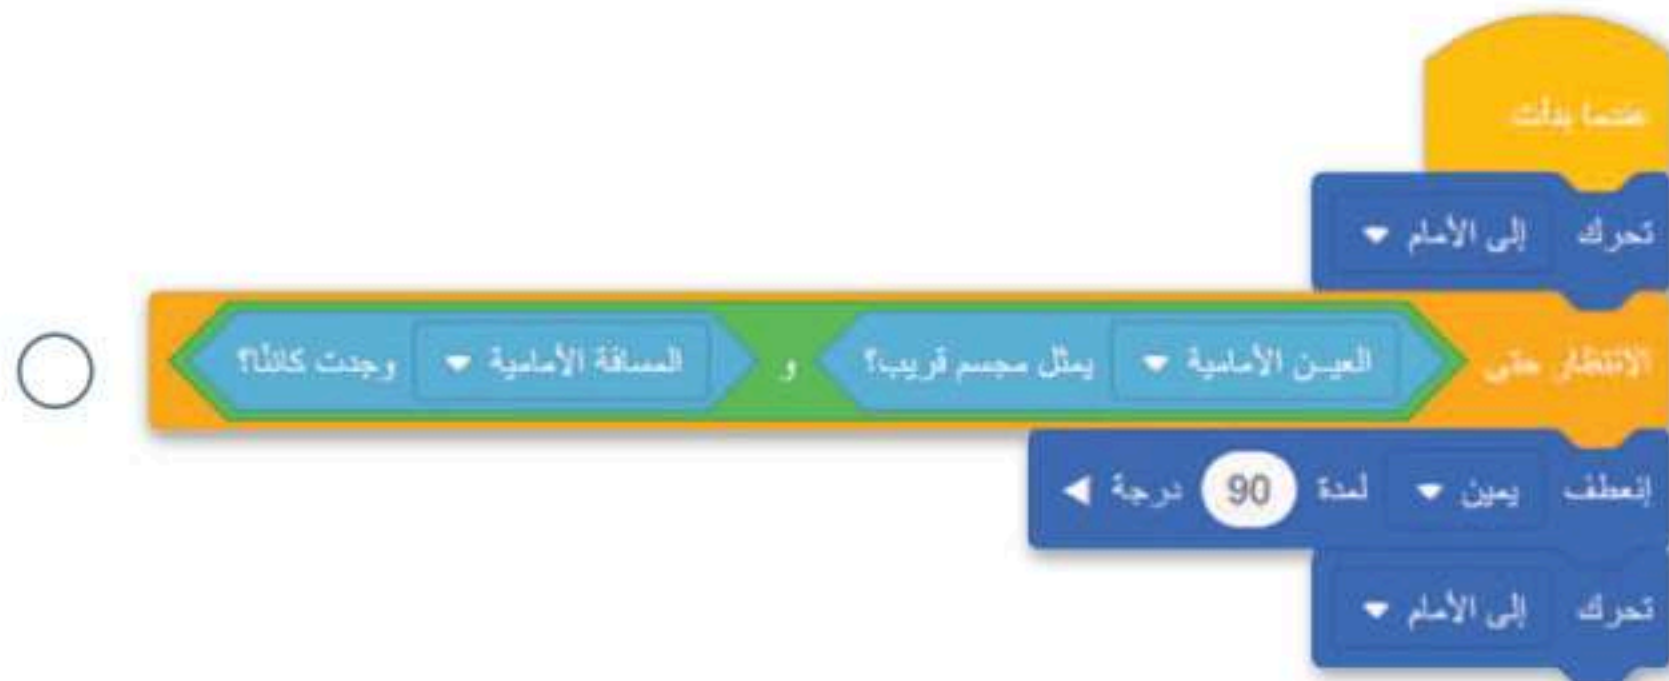 عندما بدأت
تحرك إلى الأمام
الانتظار حتى العين الأمامية يمثل مجسم قريب؟ و المسافة الأمامية وجدت كائنًا؟
إنعطف يمين لمدة 90 درجة
تحرك إلى الأمام